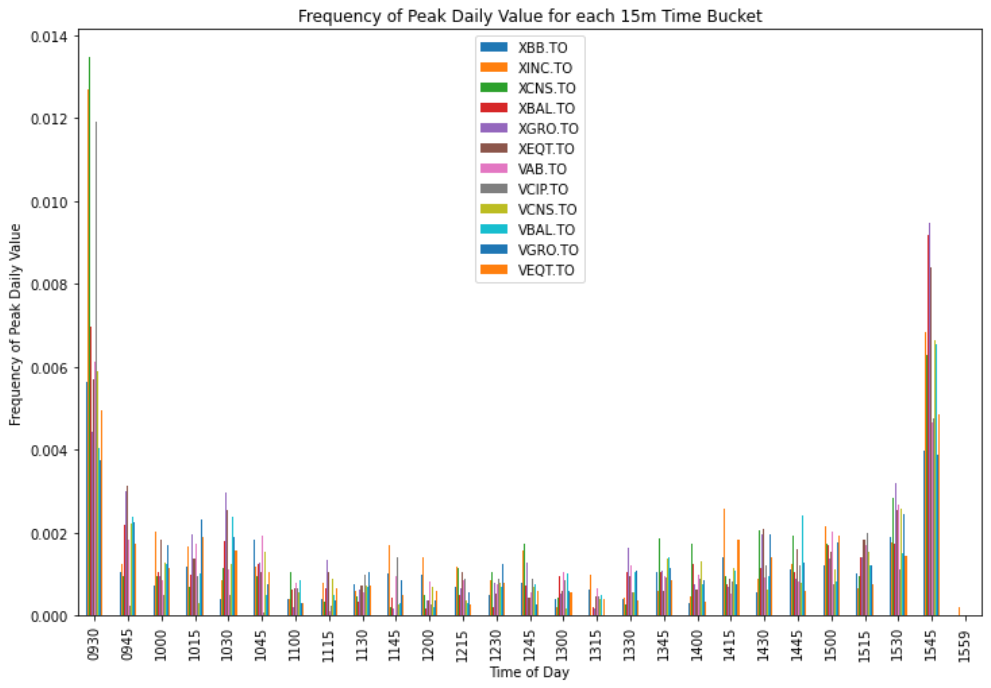 Frequency of Peak Daily Value for each 15m Time Bucket
XBB.TO
XINC.TO
XCNS.TO
XBAL.TO
XGRO.TO
XEQT.TO
VAB.TO
VCIP.TO
VCNS.TO
VBAL.TO
VGRO.TO
VEQT.TO
Frequency of Peak Daily Value
0.014
0.012
0.010
0.008
0.006
0.004
0.002
0.000
0930
0945
1000
1015
1030
1045
1100
1115
1130
1145
1200
1215
1230
1245
1300
1315
1330
1345
1400
1415
1430
1445
1500
1515
1530
1545
1559
Time of Day